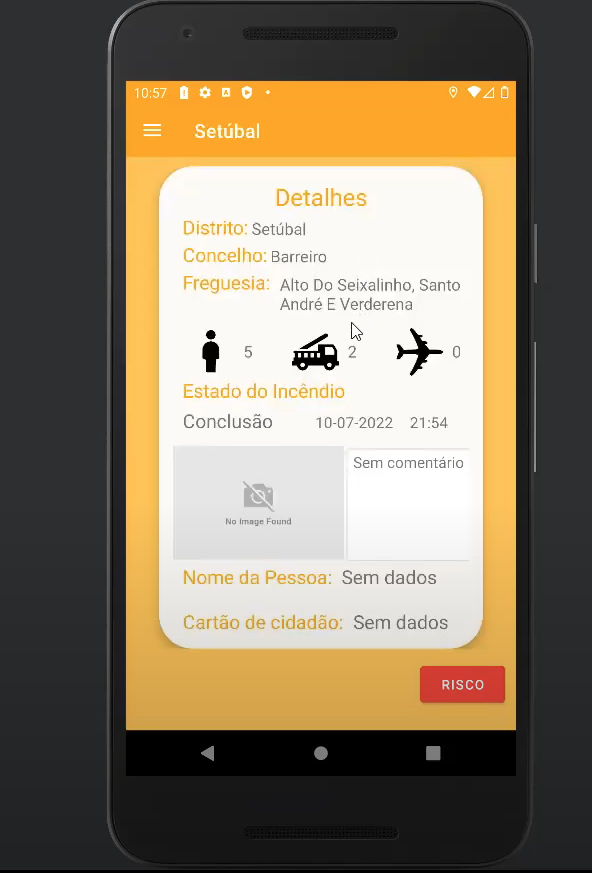 10:57
Setúbal
Detalhes
Distrito: Setúbal
Concelho: Barreiro
Freguesia: Alto Do Seixalinho, Santo
André E Verderena
5 2 0
Estado do Incêndio
Conclusão 10-07-2022 21:54
Sem comentário
No Image Found
Nome da Pessoa: Sem dados
Cartão de cidadão: Sem dados
RISCO